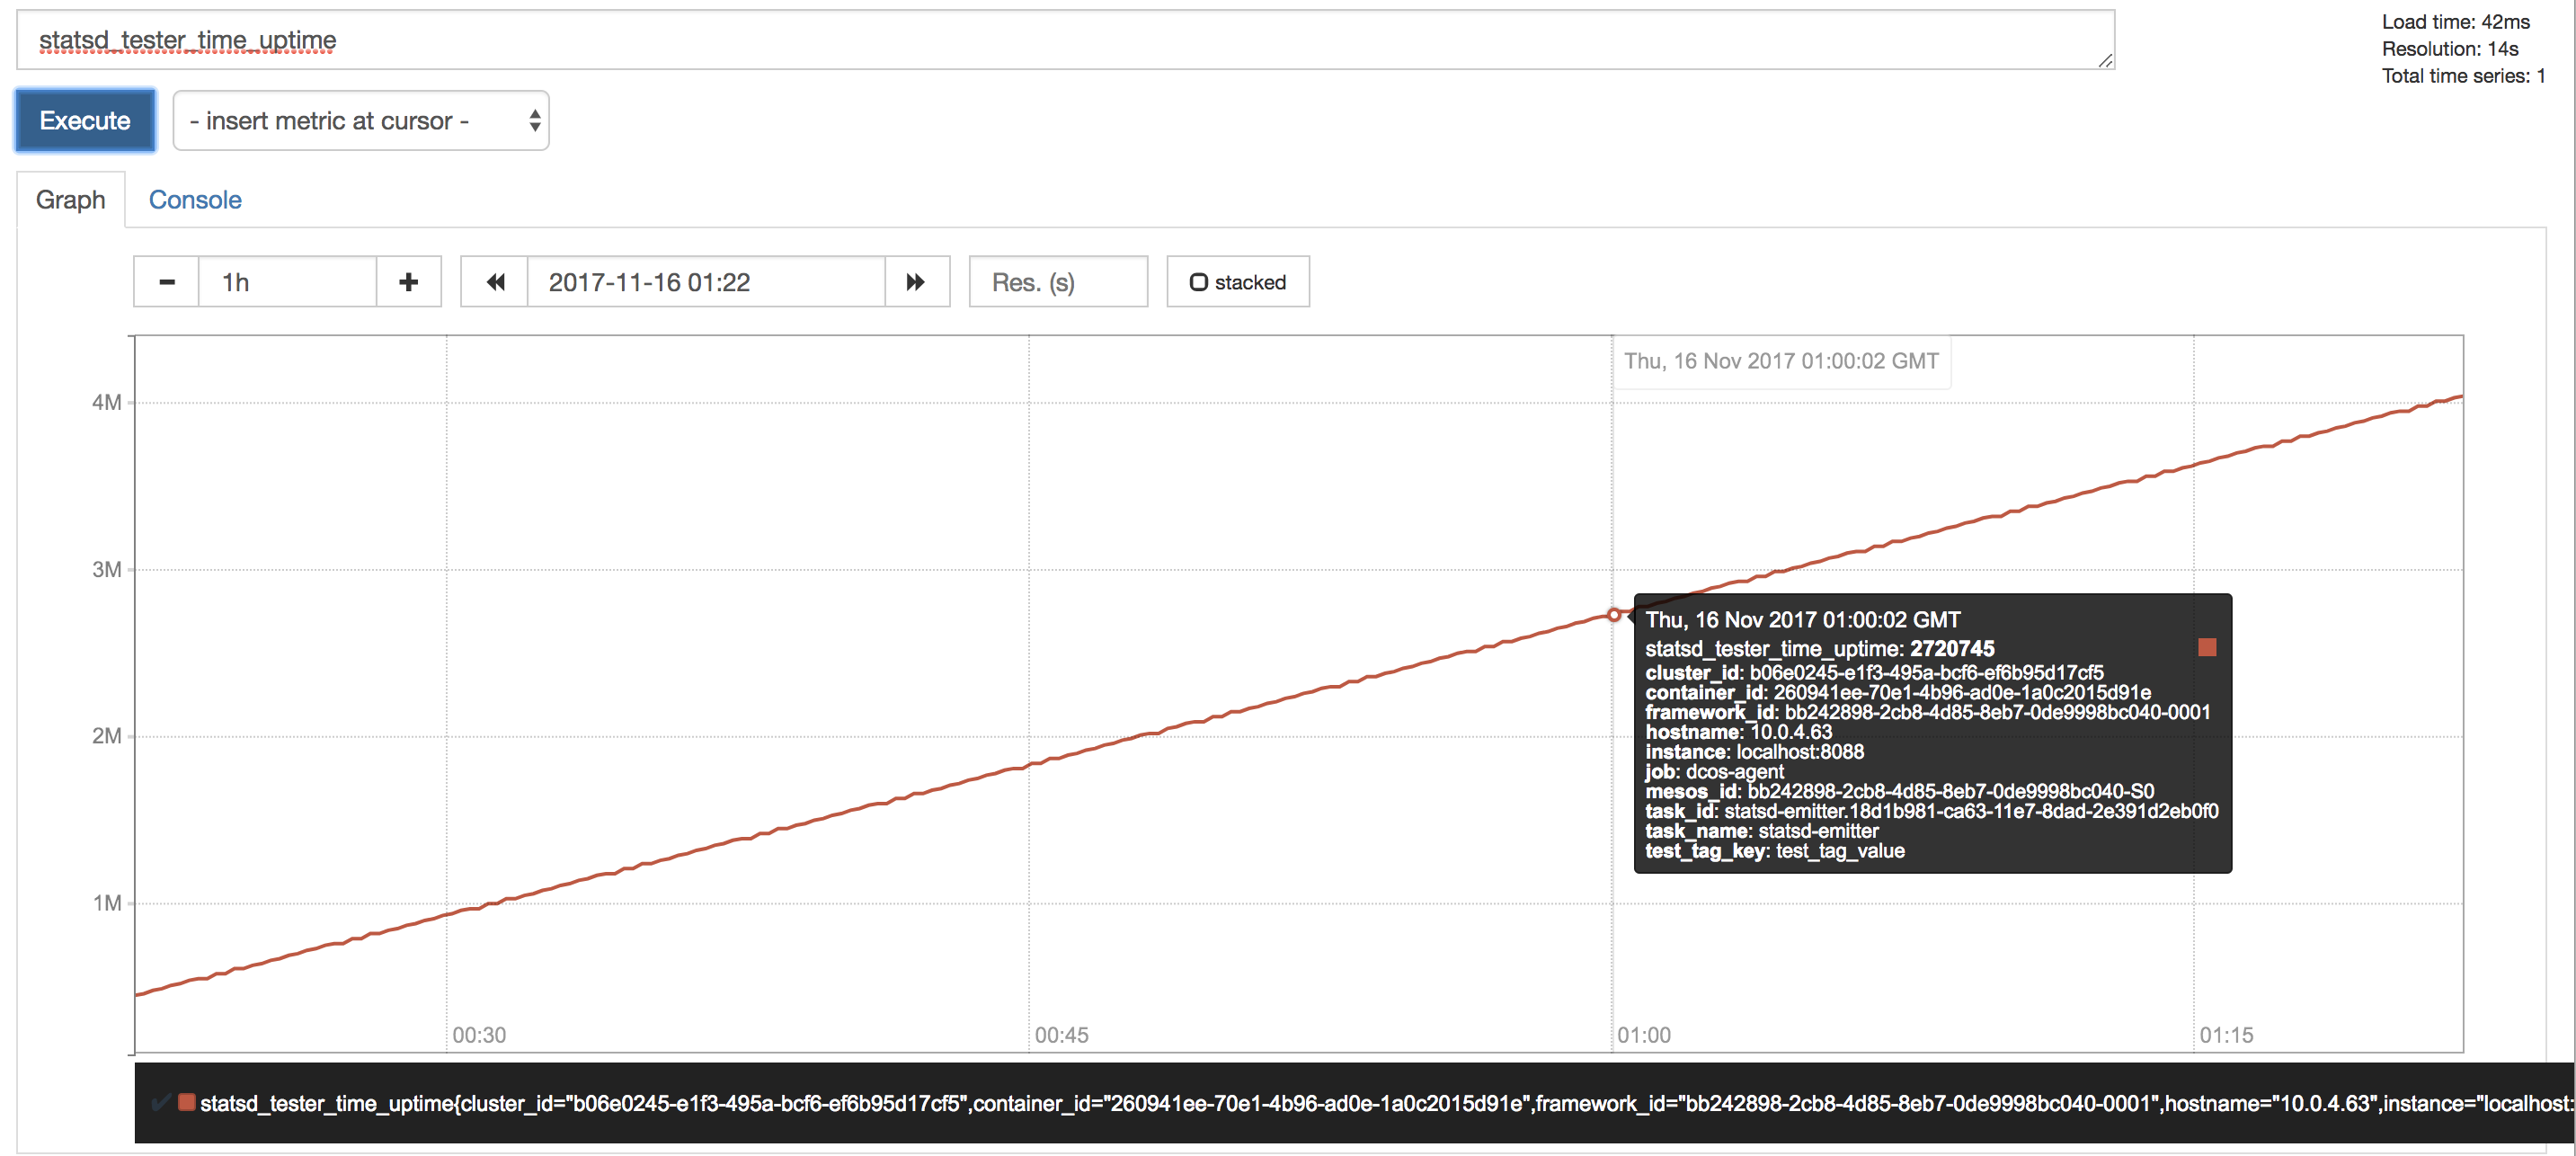 statsd_tester_time_uptime
Load time: 42ms
Resolution: 14s
Total time series: 1
Execute
- insert metric at cursor -
Graph
Console
1h
2017-11-16 01:22
Res. (s)
stacked
Thu, 16 Nov 2017 01:00:02 GMT
4M
3M
2M
1M
Thu, 16 Nov 2017 01:00:02 GMT
statsd_tester_time_uptime: 2720745
cluster_id: b06e0245-e1f3-495a-bcf6-ef6b95d17cf5
container_id: 260941ee-70e1-4b96-ad0e-1a0c2015d91e
framework_id: bb242898-2cb8-4d85-8eb7-0de9998bc040-0001
hostname: 10.0.4.63
instance: localhost:8088
job: dcos-agent
mesos_id: bb242898-2cb8-4d85-8eb7-0de9998bc040-S0
task_id: statsd-emitter.18d1b981-ca63-11e7-8dad-2e391d2eb0f0
task_name: statsd-emitter
test_tag_key: test_tag_value
00:30
00:45
01:00
01:15
statsd_tester_time_uptime{cluster_id="b06e0245-e1f3-495a-bcf6-ef6b95d17cf5",container_id="260941ee-70e1-4b96-ad0e-1a0c2015d91e",framework_id="bb242898-2cb8-4d85-8eb7-0de9998bc040-0001",hostname="10.0.4.63",instance="localhost: